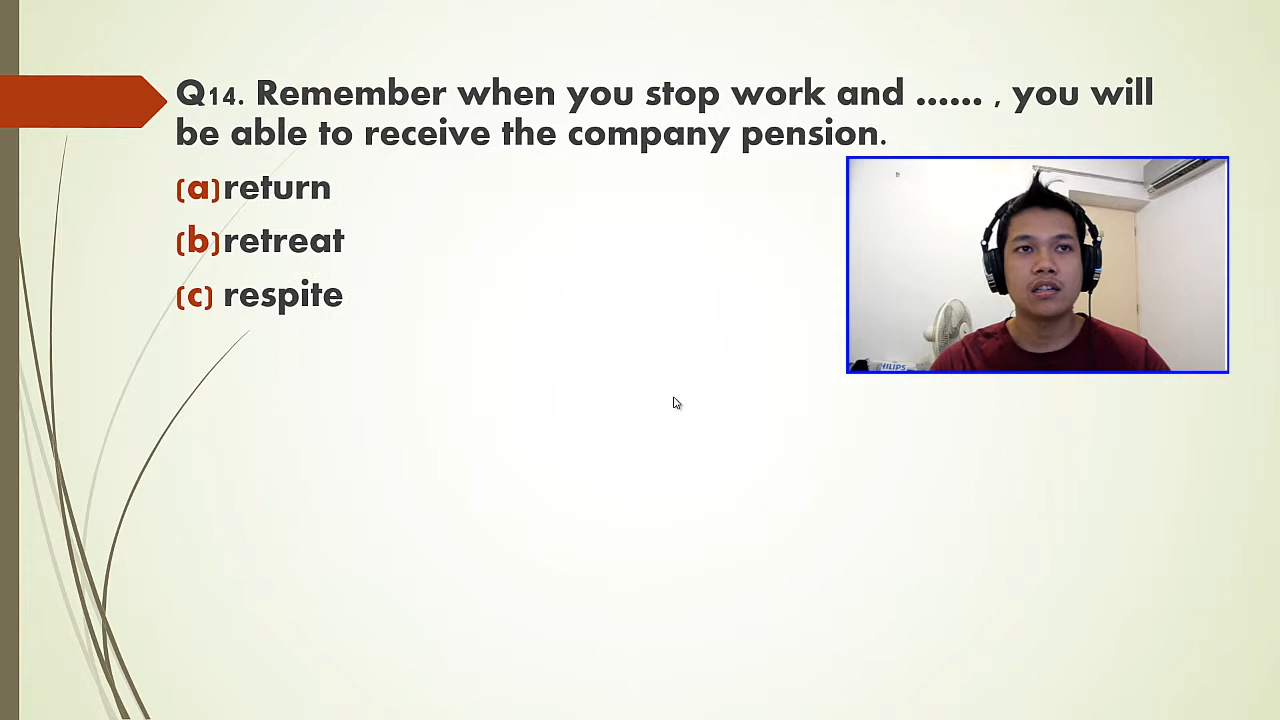 Q14. Remember when you stop work and ...... , you will
be able to receive the company pension.
(a) return
(b) retreat
(c) respite
PHILIPS